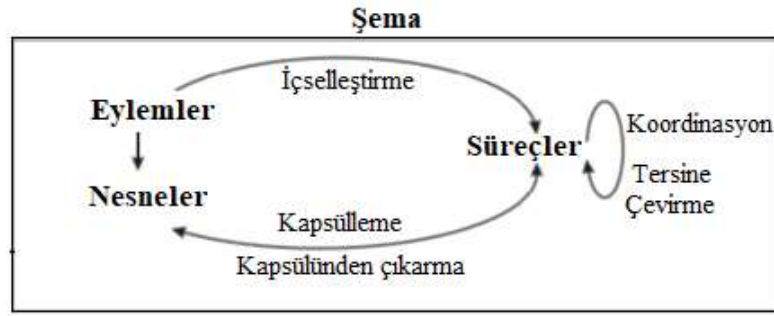 Şema
İçselleştirme
Eylemler
Koordinasyon
Süreçler
Tersine
Çevirme
Nesneler
Kapsülleme
Kapsülünden çıkarma